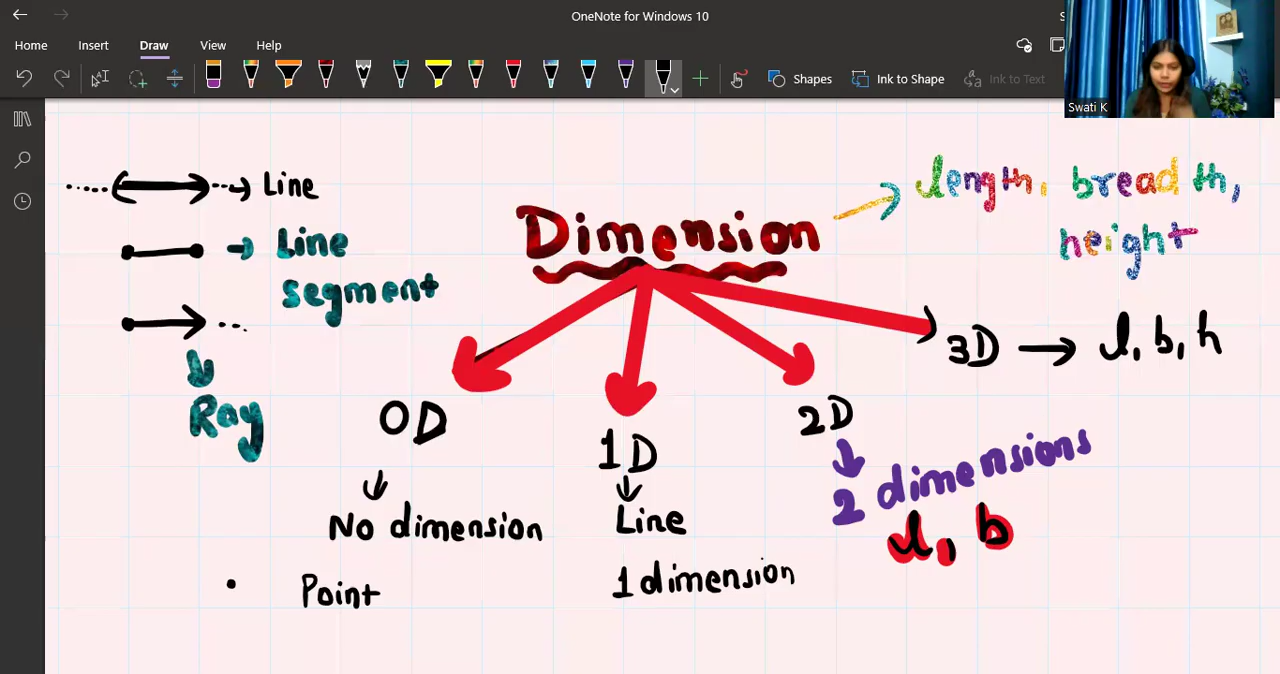 OneNote for Windows 10
Home Insert Draw View Help
Shapes Ink to Shape Ink to Text
Swati K
Line
Line
segment
Ray
Dimension
length, breadth,
height
0D
No dimension
Point
1D
Line
1 dimension
2D
2 dimensions
l, b
3D → l, b, h